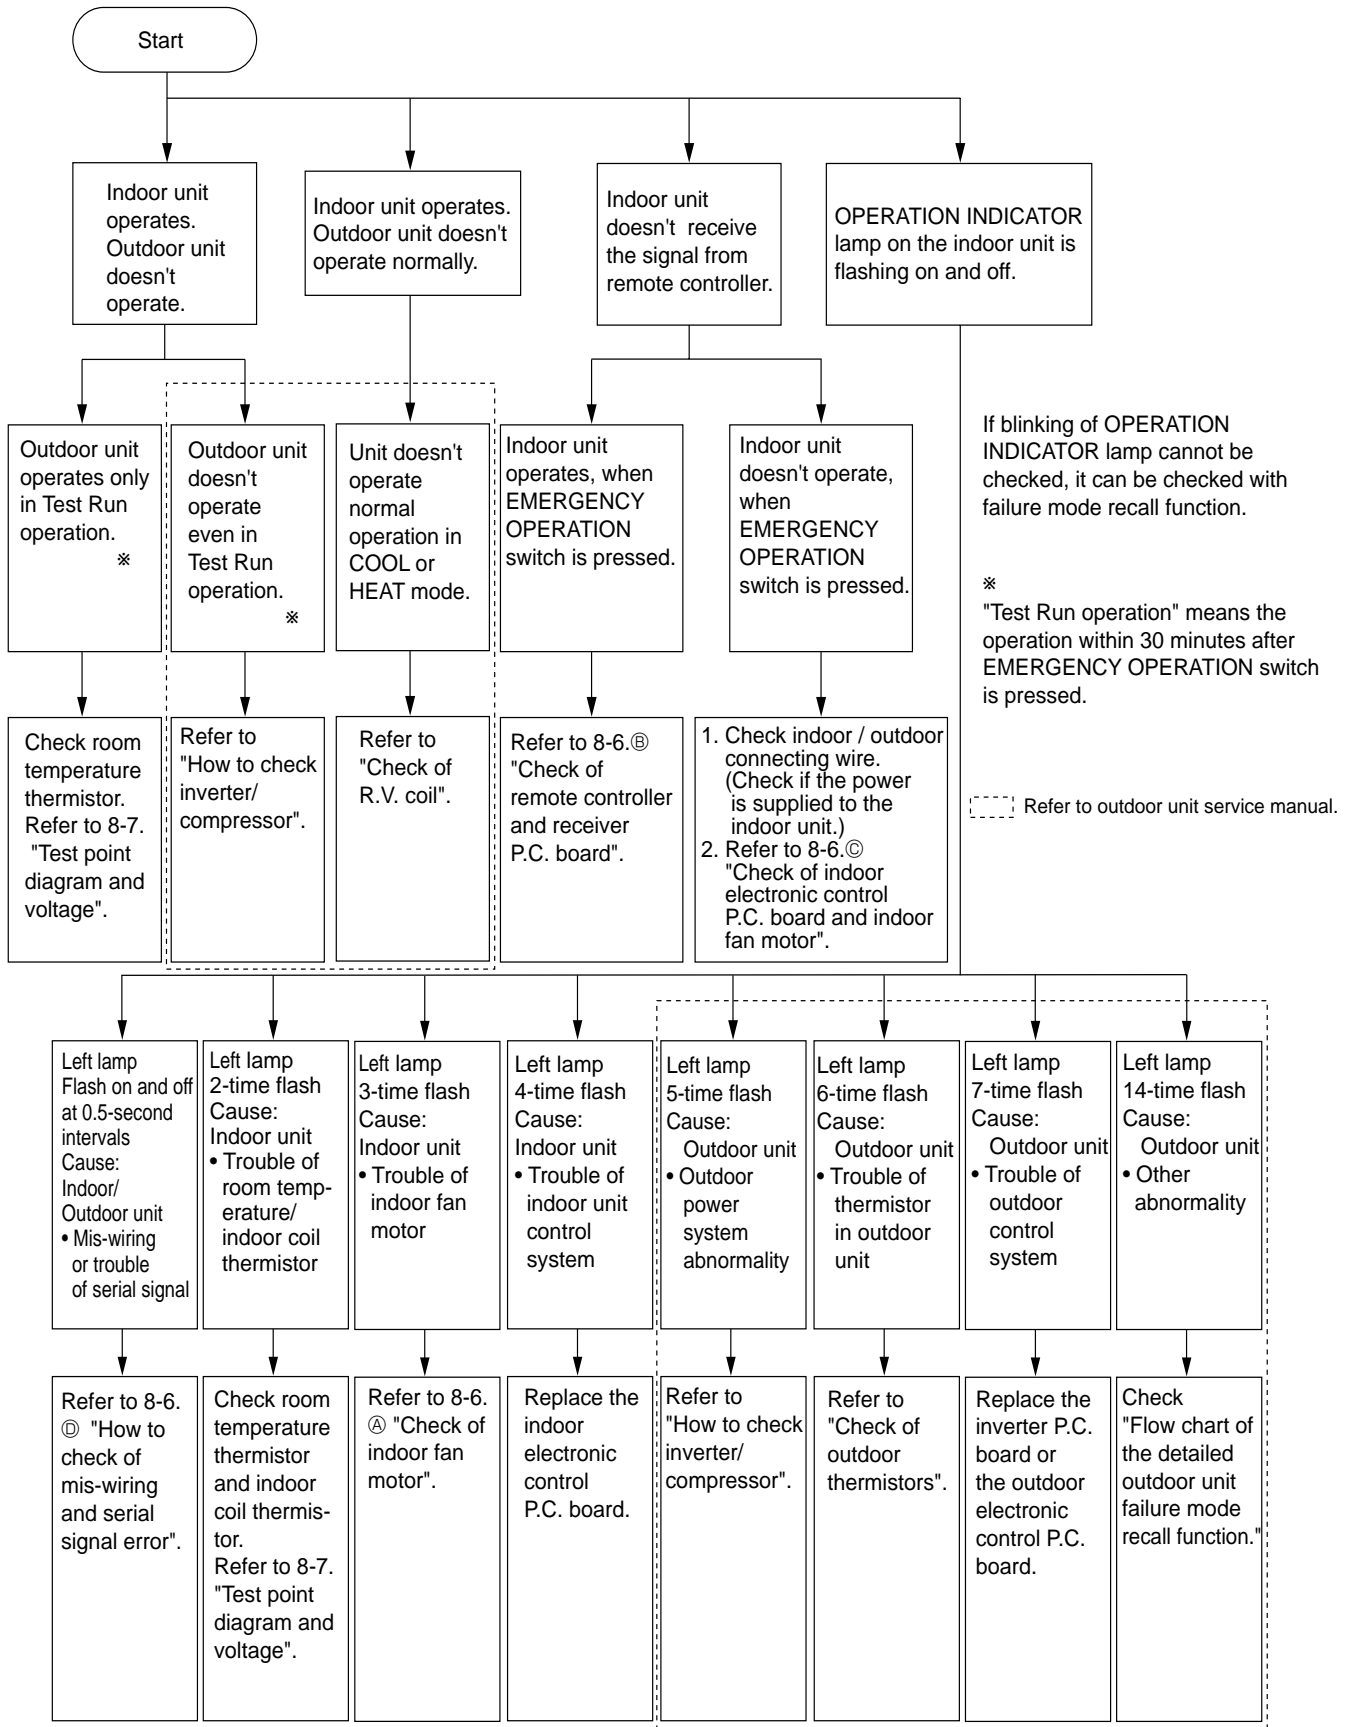 Start
Indoor unit
operates.
Outdoor unit
doesn't
operate.
Indoor unit operates.
Outdoor unit doesn't
operate normally.
Indoor unit
doesn't receive
the signal from
remote controller.
OPERATION INDICATOR
lamp on the indoor unit is
flashing on and off.
Outdoor unit
operates only
in Test Run
operation.
※
Outdoor unit
doesn't
operate
even in
Test Run
operation.
※
Unit doesn't
operate
normal
operation in
COOL or
HEAT mode.
Indoor unit
operates, when
EMERGENCY
OPERATION
switch is pressed.
Indoor unit
doesn't operate,
when
EMERGENCY
OPERATION
switch is pressed.
If blinking of OPERATION
INDICATOR lamp cannot be
checked, it can be checked with
failure mode recall function.
※
"Test Run operation" means the
operation within 30 minutes after
EMERGENCY OPERATION switch
is pressed.
Refer to outdoor unit service manual.
Check room
temperature
thermistor.
Refer to 8-7.
"Test point
diagram and
voltage".
Refer to
"How to check
inverter/
compressor".
Refer to
"Check of
R.V. coil".
Refer to 8-6.Ⓑ
"Check of
remote controller
and receiver
P.C. board".
1. Check indoor / outdoor
connecting wire.
(Check if the power
is supplied to the
indoor unit.)
2. Refer to 8-6.Ⓒ
"Check of indoor
electronic control
P.C. board and indoor
fan motor".
Left lamp
Flash on and off
at 0.5-second
intervals
Cause:
Indoor/
Outdoor unit
• Mis-wiring
or trouble
of serial signal
Left lamp
2-time flash
Cause:
Indoor unit
• Trouble of
room temp-
erature/
indoor coil
thermistor
Left lamp
3-time flash
Cause:
Indoor unit
• Trouble of
indoor fan
motor
Left lamp
4-time flash
Cause:
Indoor unit
• Trouble of
indoor unit
control
system
Left lamp
5-time flash
Cause:
Outdoor unit
• Outdoor
power
system
abnormality
Left lamp
6-time flash
Cause:
Outdoor unit
• Trouble of
thermistor
in outdoor
unit
Left lamp
7-time flash
Cause:
Outdoor unit
• Trouble of
outdoor
control
system
Left lamp
14-time flash
Cause:
Outdoor unit
• Other
abnormality
Refer to 8-6.
Ⓓ "How to
check of
mis-wiring
and serial
signal error".
Check room
temperature
thermistor
and indoor
coil thermis-
tor.
Refer to 8-7.
"Test point
diagram and
voltage".
Refer to 8-6.
Ⓐ "Check of
indoor fan
motor".
Replace the
indoor
electronic
control
P.C. board.
Refer to
"How to check
inverter/
compressor".
Refer to
"Check of
outdoor
thermistors".
Replace the
inverter P.C.
board or
the outdoor
electronic
control P.C.
board.
Check
"Flow chart of
the detailed
outdoor unit
failure mode
recall function."